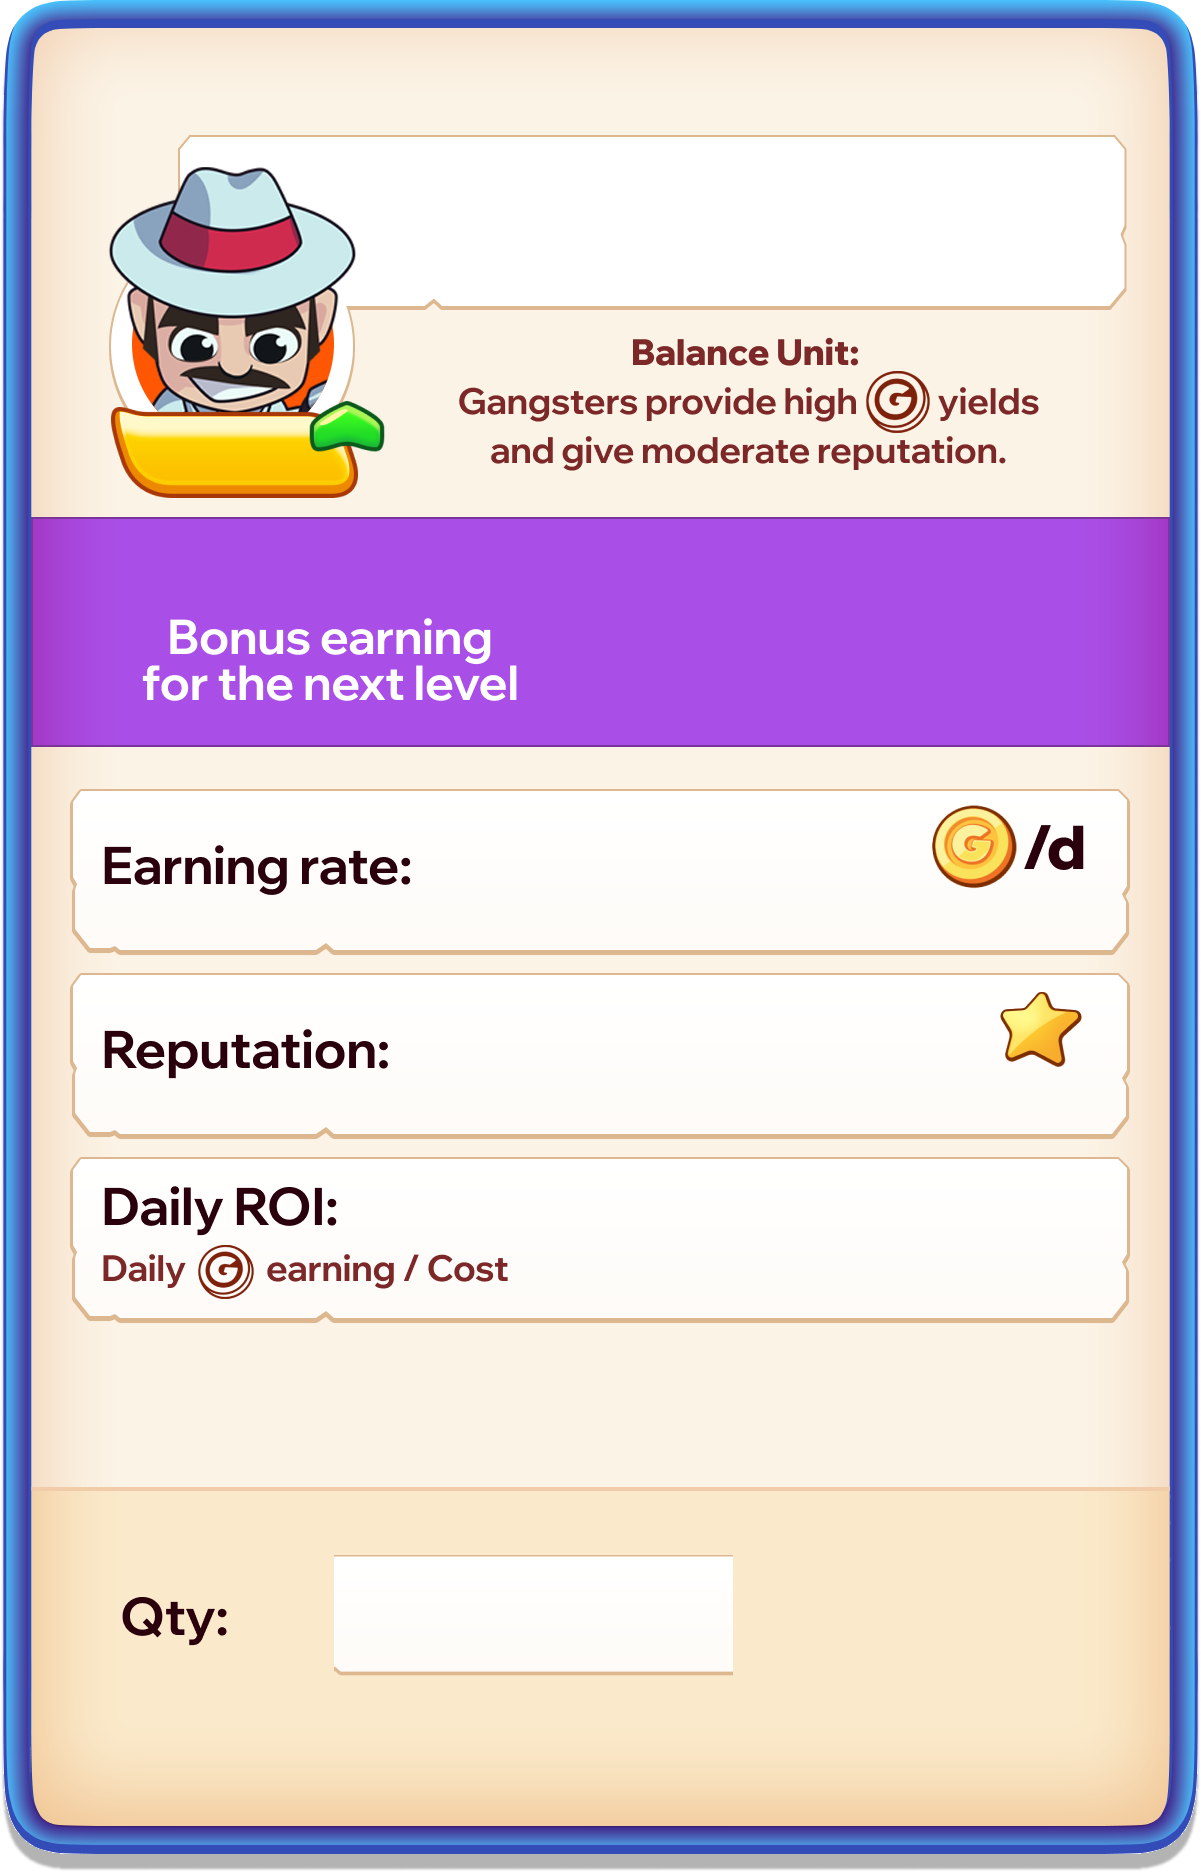 Balance Unit:
Gangsters provide high G yields
and give moderate reputation.
Bonus earning
for the next level
Earning rate:
G /d
Reputation:
Daily ROI:
Daily G earning / Cost
Qty: